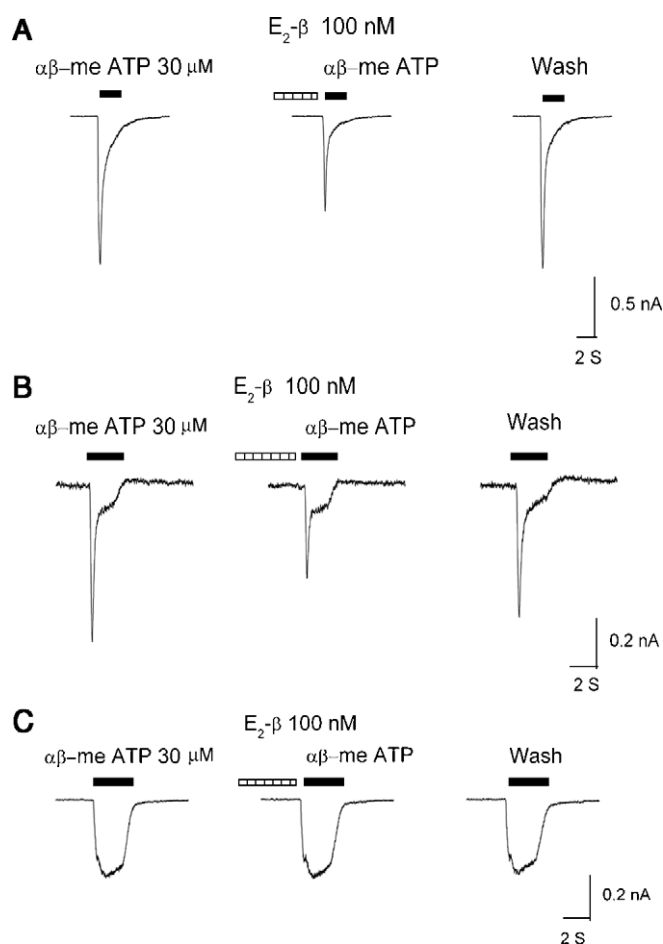 A
E₂-β 100 nM
αβ–me ATP 30 μM
αβ–me ATP
Wash
0.5 nA
2 S
B
E₂-β 100 nM
αβ–me ATP 30 μM
αβ–me ATP
Wash
0.2 nA
2 S
C
E₂-β 100 nM
αβ–me ATP 30 μM
αβ–me ATP
Wash
0.2 nA
2 S